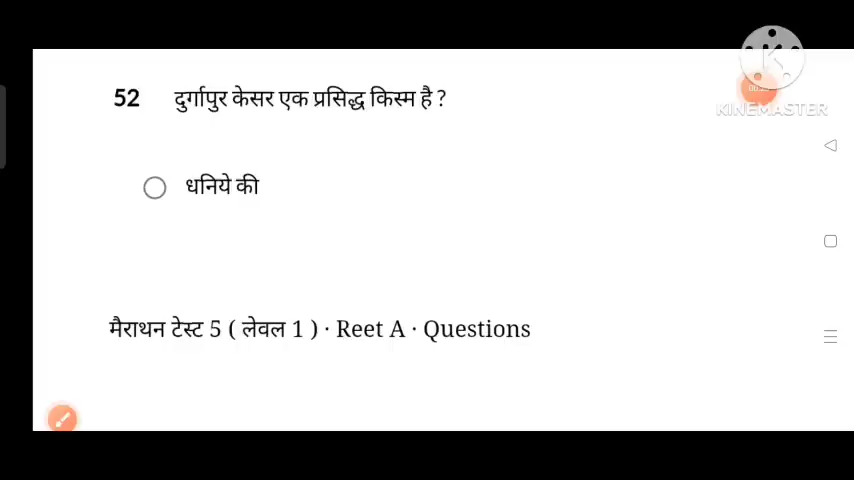 52 दुर्गापुर केसर एक प्रसिद्ध किस्म है ?
धनिये की
मैराथन टेस्ट 5 ( लेवल 1 ) · Reet A · Questions
KINEMASTER